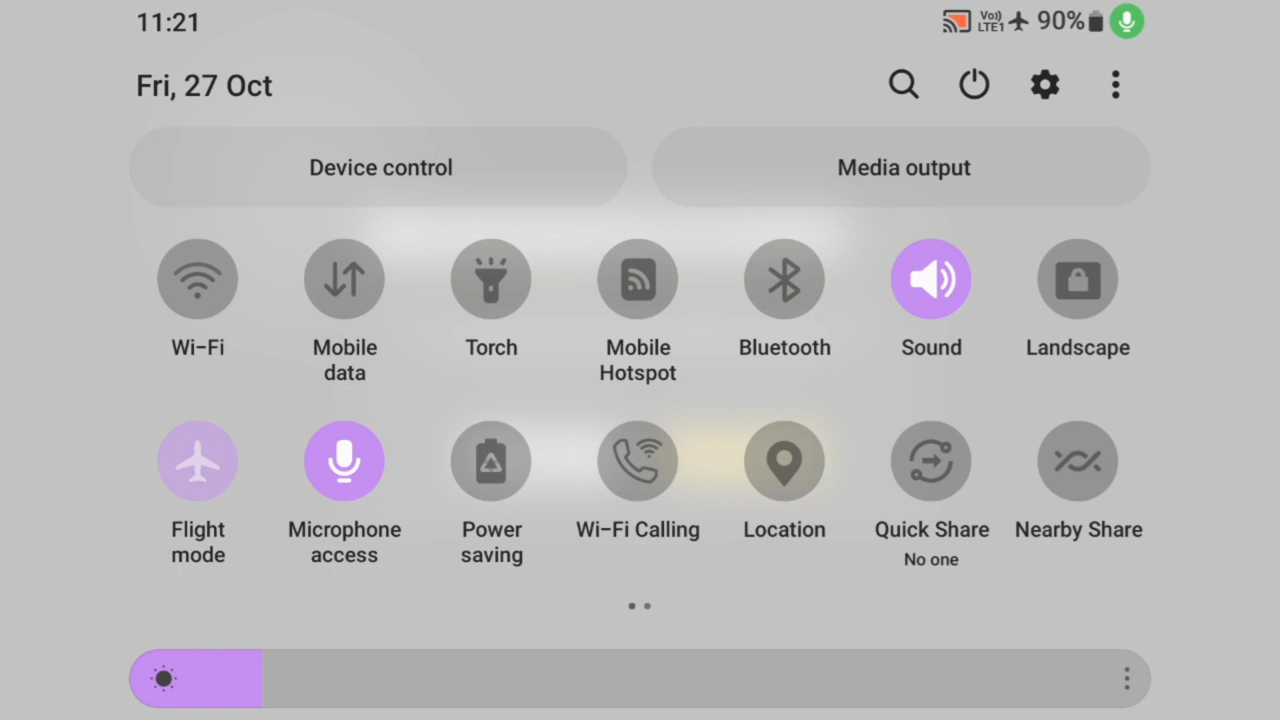 11:21
Vo)) LTE1 90%
Fri, 27 Oct
Device control Media output
Wi-Fi Mobile data Torch Mobile Hotspot Bluetooth Sound Landscape
Flight mode Microphone access Power saving Wi-Fi Calling Location Quick Share Nearby Share
No one